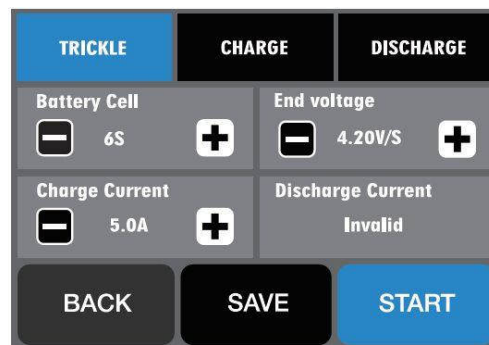 TRICKLE CHARGE DISCHARGE
Battery Cell End voltage
6S 4.20V/S
Charge Current Discharge Current
5.0A Invalid
BACK SAVE START